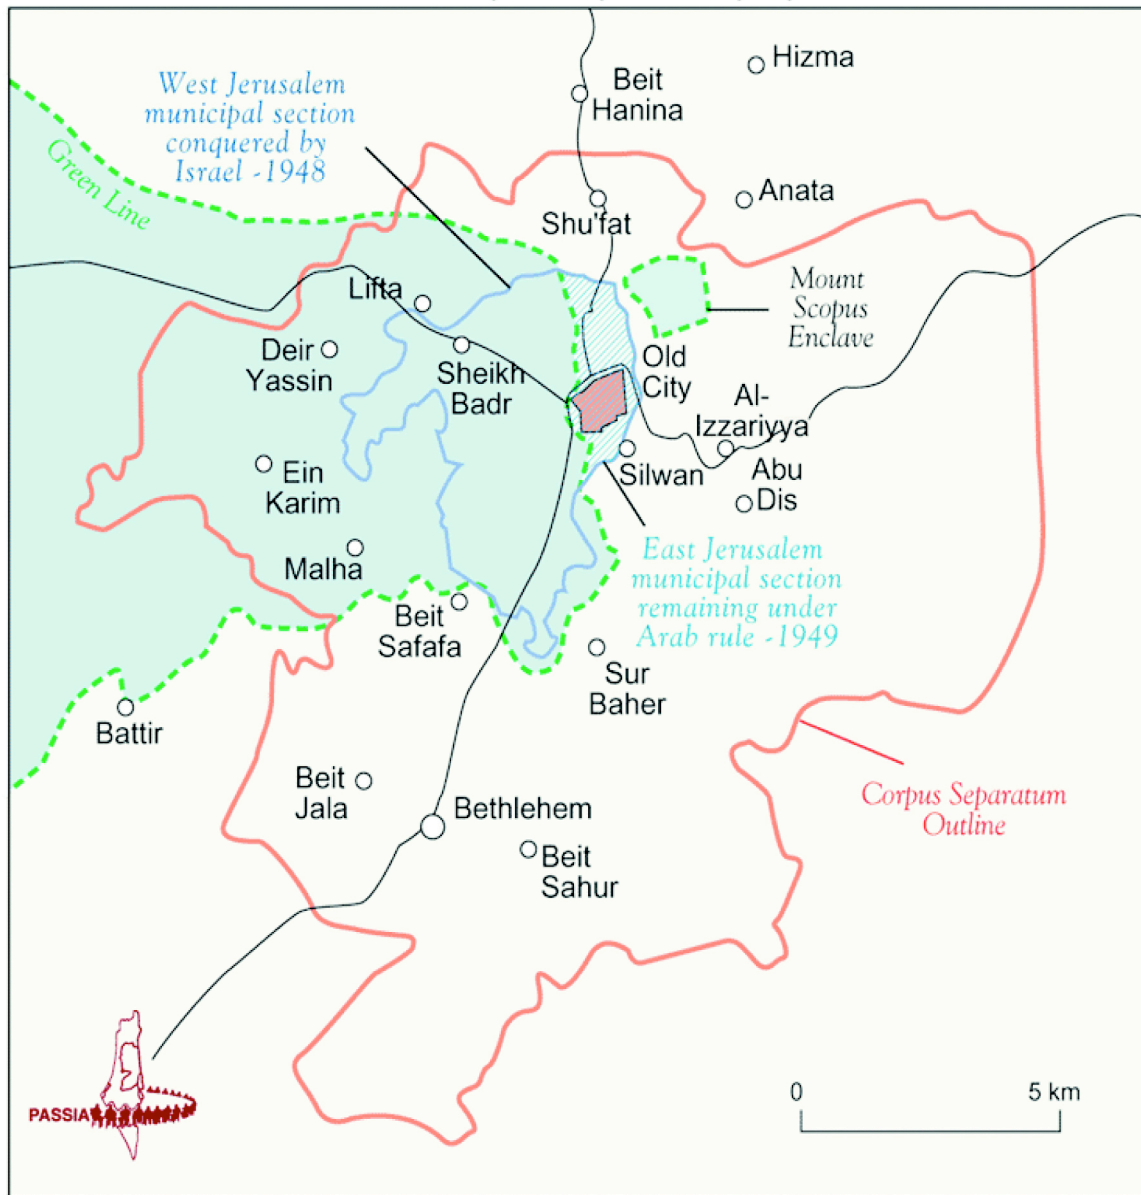 Hizma
Beit
Hanina
West Jerusalem
municipal section
conquered by
Israel -1948
Green Line
Anata
Shu'fat
Mount
Scopus
Enclave
Lifta
Deir
Yassin
Sheikh
Badr
Old
City
Al-
Izzariyya
Ein
Karim
Silwan
Abu
Dis
Malha
East Jerusalem
municipal section
remaining under
Arab rule -1949
Beit
Safafa
Sur
Baher
Battir
Beit
Jala
Bethlehem
Corpus Separatum
Outline
Beit
Sahur
PASSIA
0 5 km